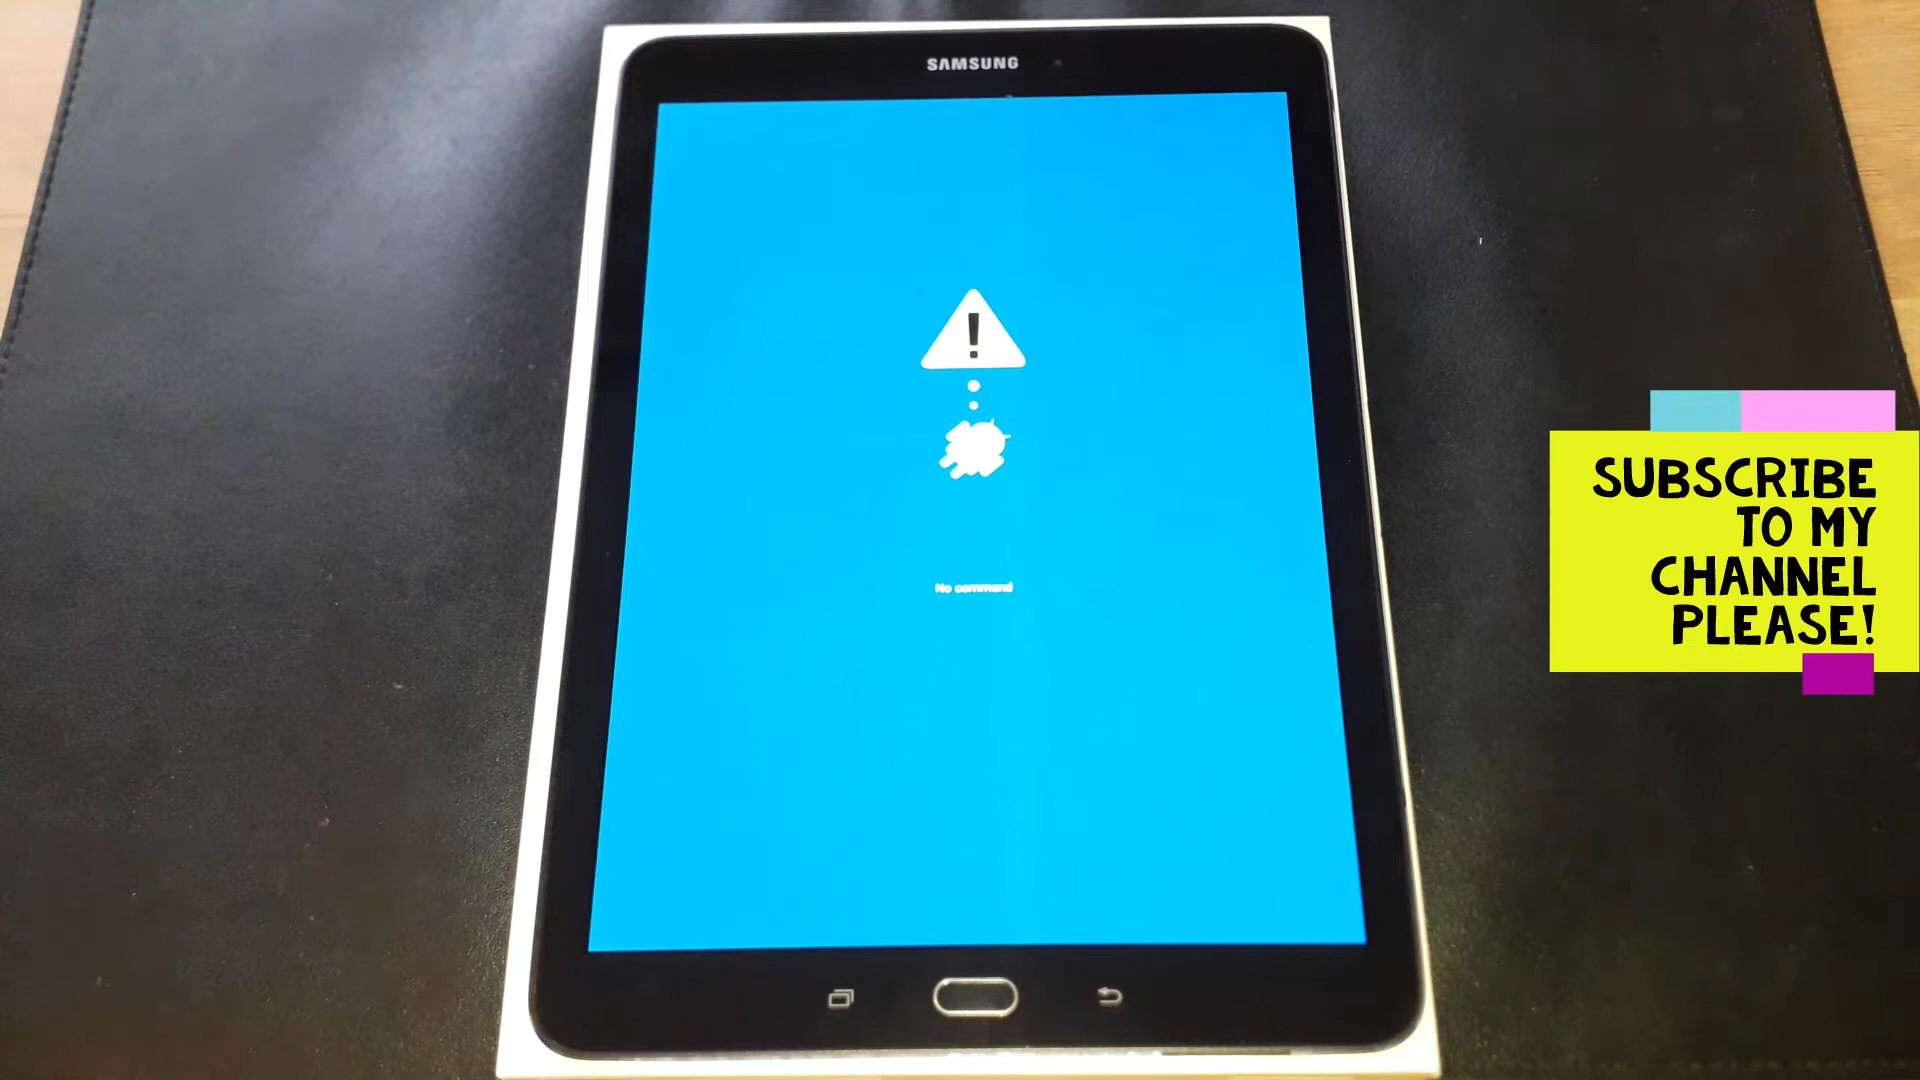 SAMSUNG
No command
SUBSCRIBE
TO MY
CHANNEL
PLEASE!